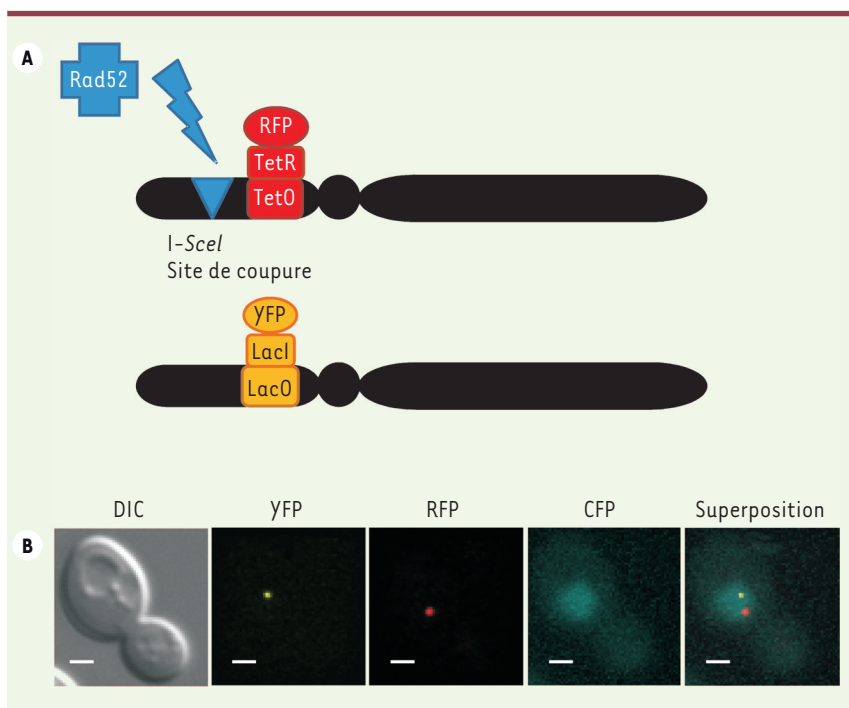 A
Rad52
RFP
TetR
TetO
I-SceI
Site de coupure
YFP
LacI
LacO
DIC
YFP
RFP
CFP
Superposition
B